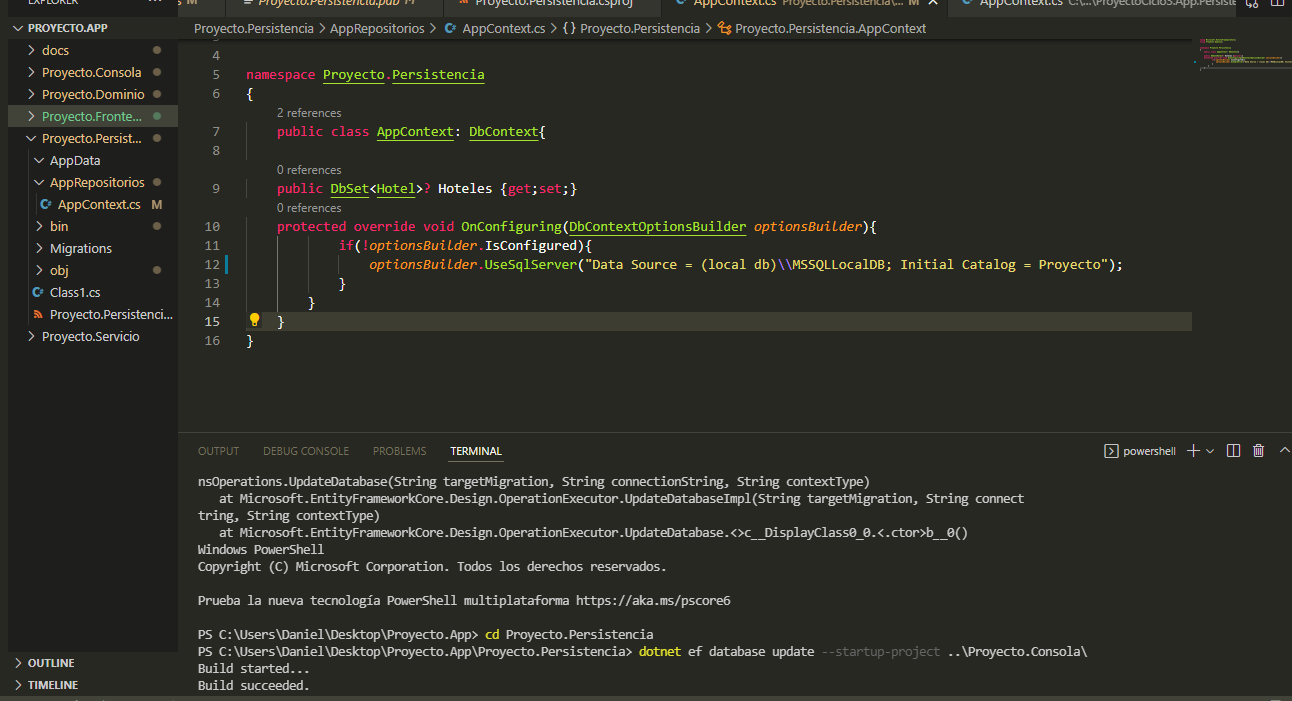 EXPLORER
M
Proyecto.Persistencia.pub M
Proyecto.Persistencia.csproj
AppContext.cs Proyecto.Persistencia\... M
AppContext.cs C:\...\ProyectoCiclo3.App.Persiste
PROYECTO.APP
Proyecto.Persistencia > AppRepositorios > AppContext.cs > {} Proyecto.Persistencia > Proyecto.Persistencia.AppContext
docs
Proyecto.Consola
Proyecto.Dominio
Proyecto.Fronte...
Proyecto.Persist...
AppData
AppRepositorios
AppContext.cs M
bin
Migrations
obj
Class1.cs
Proyecto.Persistenci...
Proyecto.Servicio
OUTLINE
TIMELINE
4
5 namespace Proyecto.Persistencia
6 {
2 references
7 public class AppContext: DbContext{
8
0 references
9 public DbSet<Hotel>? Hoteles {get;set;}
0 references
10 protected override void OnConfiguring(DbContextOptionsBuilder optionsBuilder){
11 if(!optionsBuilder.IsConfigured){
12 optionsBuilder.UseSqlServer("Data Source = (local db)\\MSSQLLocalDB; Initial Catalog = Proyecto");
13 }
14 }
15 }
16 }
OUTPUT DEBUG CONSOLE PROBLEMS TERMINAL powershell
nsOperations.UpdateDatabase(String targetMigration, String connectionString, String contextType)
at Microsoft.EntityFrameworkCore.Design.OperationExecutor.UpdateDatabaseImpl(String targetMigration, String connect
tring, String contextType)
at Microsoft.EntityFrameworkCore.Design.OperationExecutor.UpdateDatabase.<>c__DisplayClass0_0.<.ctor>b__0()
Windows PowerShell
Copyright (C) Microsoft Corporation. Todos los derechos reservados.
Prueba la nueva tecnología PowerShell multiplataforma https://aka.ms/pscore6
PS C:\Users\Daniel\Desktop\Proyecto.App> cd Proyecto.Persistencia
PS C:\Users\Daniel\Desktop\Proyecto.App\Proyecto.Persistencia> dotnet ef database update --startup-project ..\Proyecto.Consola\
Build started...
Build succeeded.